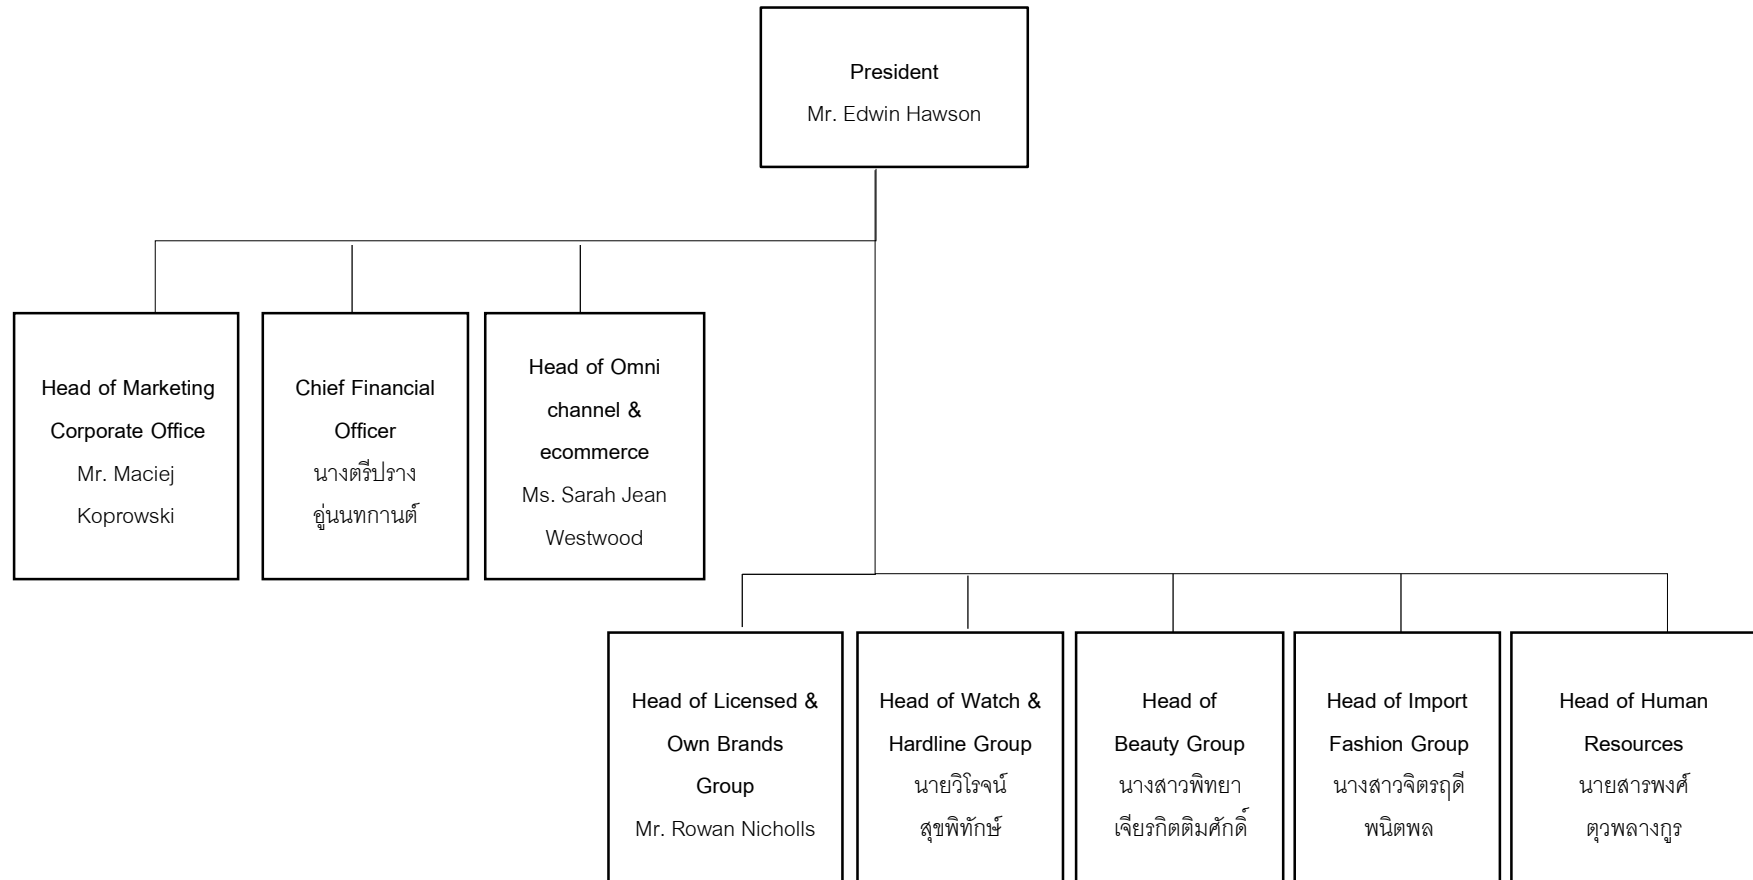 President
Mr. Edwin Hawson
Head of Marketing
Corporate Office
Mr. Maciej
Koprowski
Chief Financial
Officer
นางตรีปราง
อู่นนทกานต์
Head of Omni
channel &
ecommerce
Ms. Sarah Jean
Westwood
Head of Licensed &
Own Brands
Group
Mr. Rowan Nicholls
Head of Watch &
Hardline Group
นายวิโรจน์
สุขพิทักษ์
Head of
Beauty Group
นางสาวพิทยา
เจียรกิตติมศักดิ์
Head of Import
Fashion Group
นางสาวจิตรฤดี
พนิตพล
Head of Human
Resources
นายสารพงศ์
ตุวพลางกูร